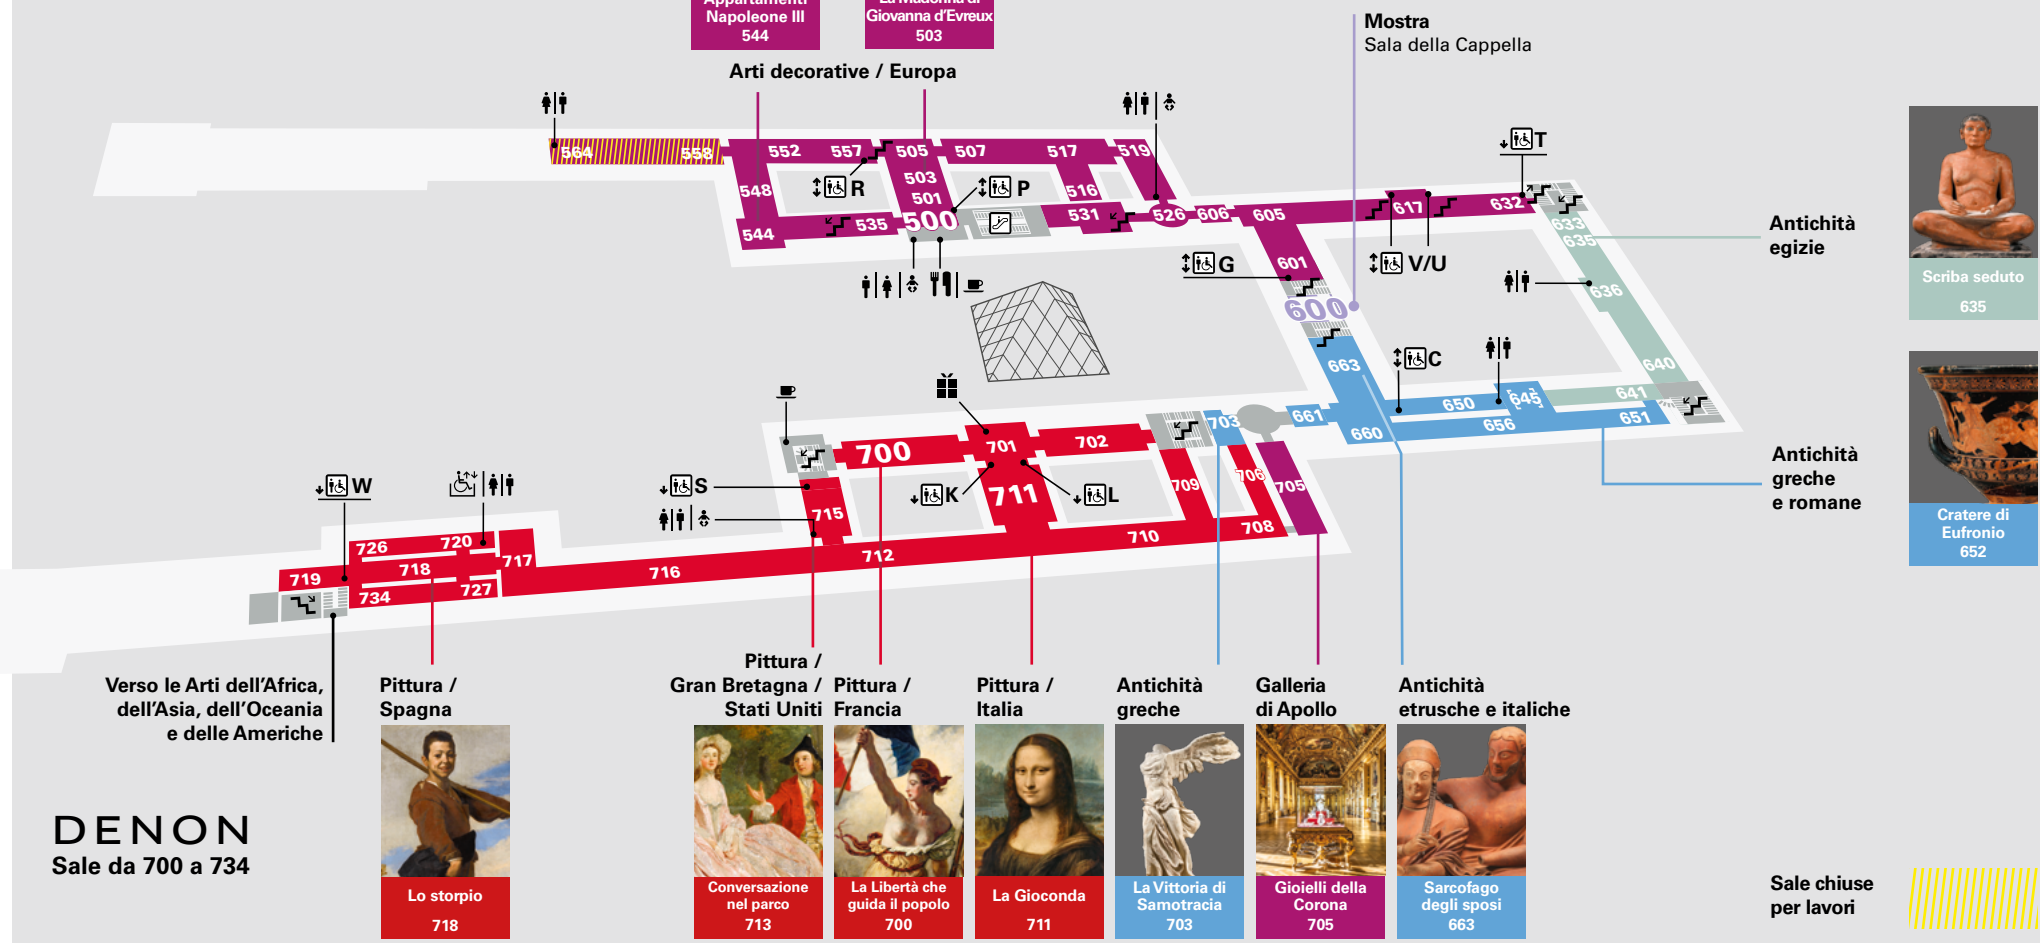 Appartamenti
Napoleone III
544
La Madonna di
Giovanna d'Evreux
503
Mostra
Sala della Cappella
Arti decorative / Europa
564
558
552
557
505
507
517
519
548
503
501
516
544
535
500
531
526
606
605
617
632
R
P
T
G
V/U
601
600
633
635
636
640
641
Antichità
egizie
Scriba seduto
635
663
C
650
645
651
656
660
661
Antichità
greche
e romane
Cratere di
Eufronio
652
700
701
702
703
S
K
L
W
711
709
706
705
715
708
710
712
716
717
720
726
718
719
734
727
Verso le Arti dell'Africa,
dell'Asia, dell'Oceania
e delle Americhe
Pittura /
Spagna
Lo storpio
718
Pittura /
Gran Bretagna /
Stati Uniti
Conversazione
nel parco
713
Pittura /
Francia
La Libertà che
guida il popolo
700
Pittura /
Italia
La Gioconda
711
Antichità
greche
La Vittoria di
Samotracia
703
Galleria
di Apollo
Gioielli della
Corona
705
Antichità
etrusche e italiche
Sarcofago
degli sposi
663
DENON
Sale da 700 a 734
Sale chiuse
per lavori